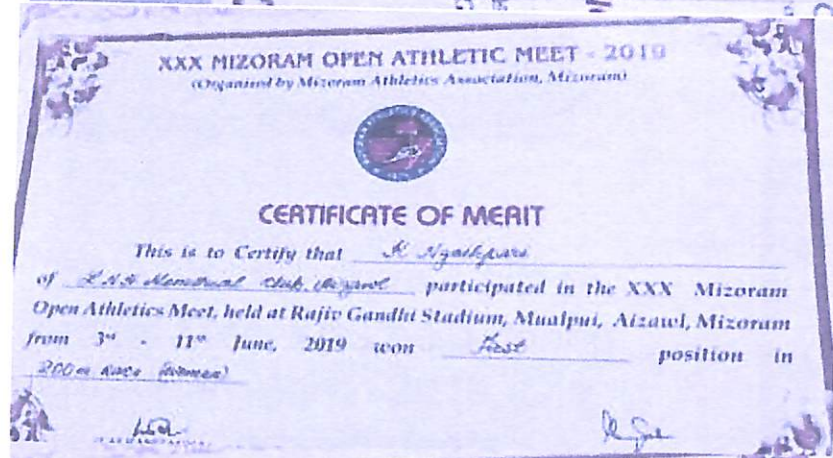 XXX MIZORAM OPEN ATHLETIC MEET - 2019
(Organised by Mizoram Athletics Association, Mizoram)
CERTIFICATE OF MERIT
This is to Certify that K
of Club participated in the XXX Mizoram
Open Athletics Meet, held at Rajiv Gandhi Stadium, Mualpui, Aizawl, Mizoram
from 3rd - 11th June, 2019 won First position in
200m Race (women)